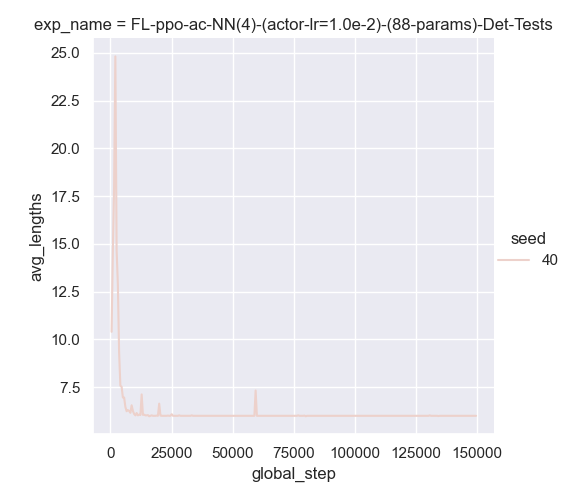 exp_name = FL-ppo-ac-NN(4)-(actor-lr=1.0e-2)-(88-params)-Det-Tests
25.0
22.5
20.0
17.5
15.0
12.5
10.0
7.5
avg_lengths
0 25000 50000 75000 100000 125000 150000
global_step
seed
40